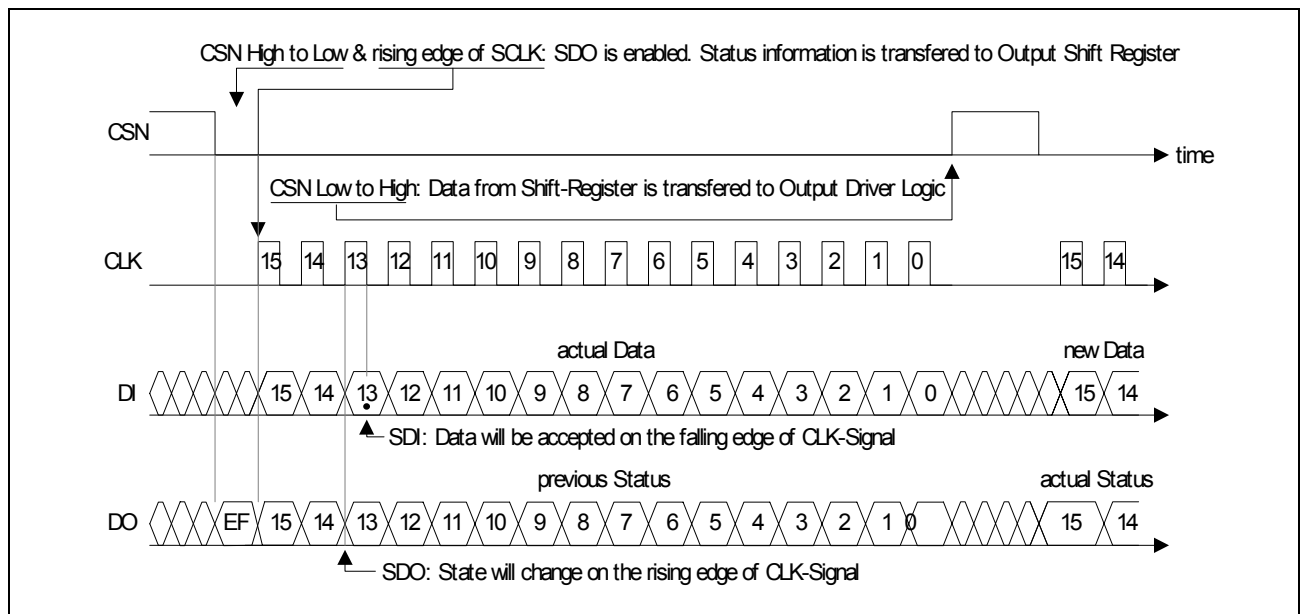 CSN High to Low & rising edge of SCLK: SDO is enabled. Status information is transfered to Output Shift Register
CSN
time
CSN Low to High: Data from Shift-Register is transfered to Output Driver Logic
CLK 15 14 13 12 11 10 9 8 7 6 5 4 3 2 1 0 15 14
actual Data new Data
DI 15 14 13 12 11 10 9 8 7 6 5 4 3 2 1 0 15 14
SDI: Data will be accepted on the falling edge of CLK-Signal
previous Status actual Status
DO EF 15 14 13 12 11 10 9 8 7 6 5 4 3 2 1 0 15 14
SDO: State will change on the rising edge of CLK-Signal